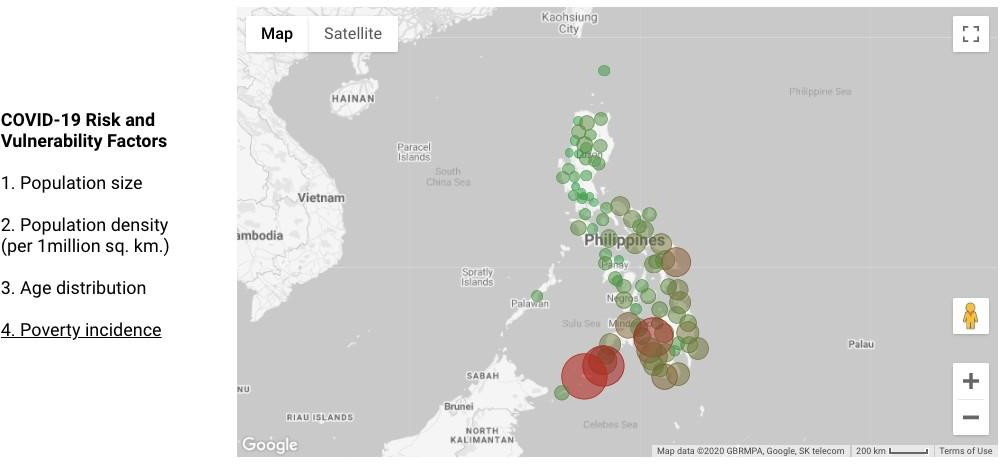 COVID-19 Risk and
Vulnerability Factors
1. Population size
2. Population density
(per 1million sq. km.)
3. Age distribution
4. Poverty incidence
Map
Satellite
Kaohsiung
City
Philippine Sea
HAINAN
Paracel
Islands
South
China Sea
Luzon
Vietnam
ambodia
Philippines
Panay
Spratly
Islands
Palawan
Negros
Sulu Sea
Mind
Palau
SABAH
NU
Brunei
RIAU ISLANDS
NORTH
KALIMANTAN
Celebes Sea
Google
Map data ©2020 GBRMPA, Google, SK telecom
200 km
Terms of Use